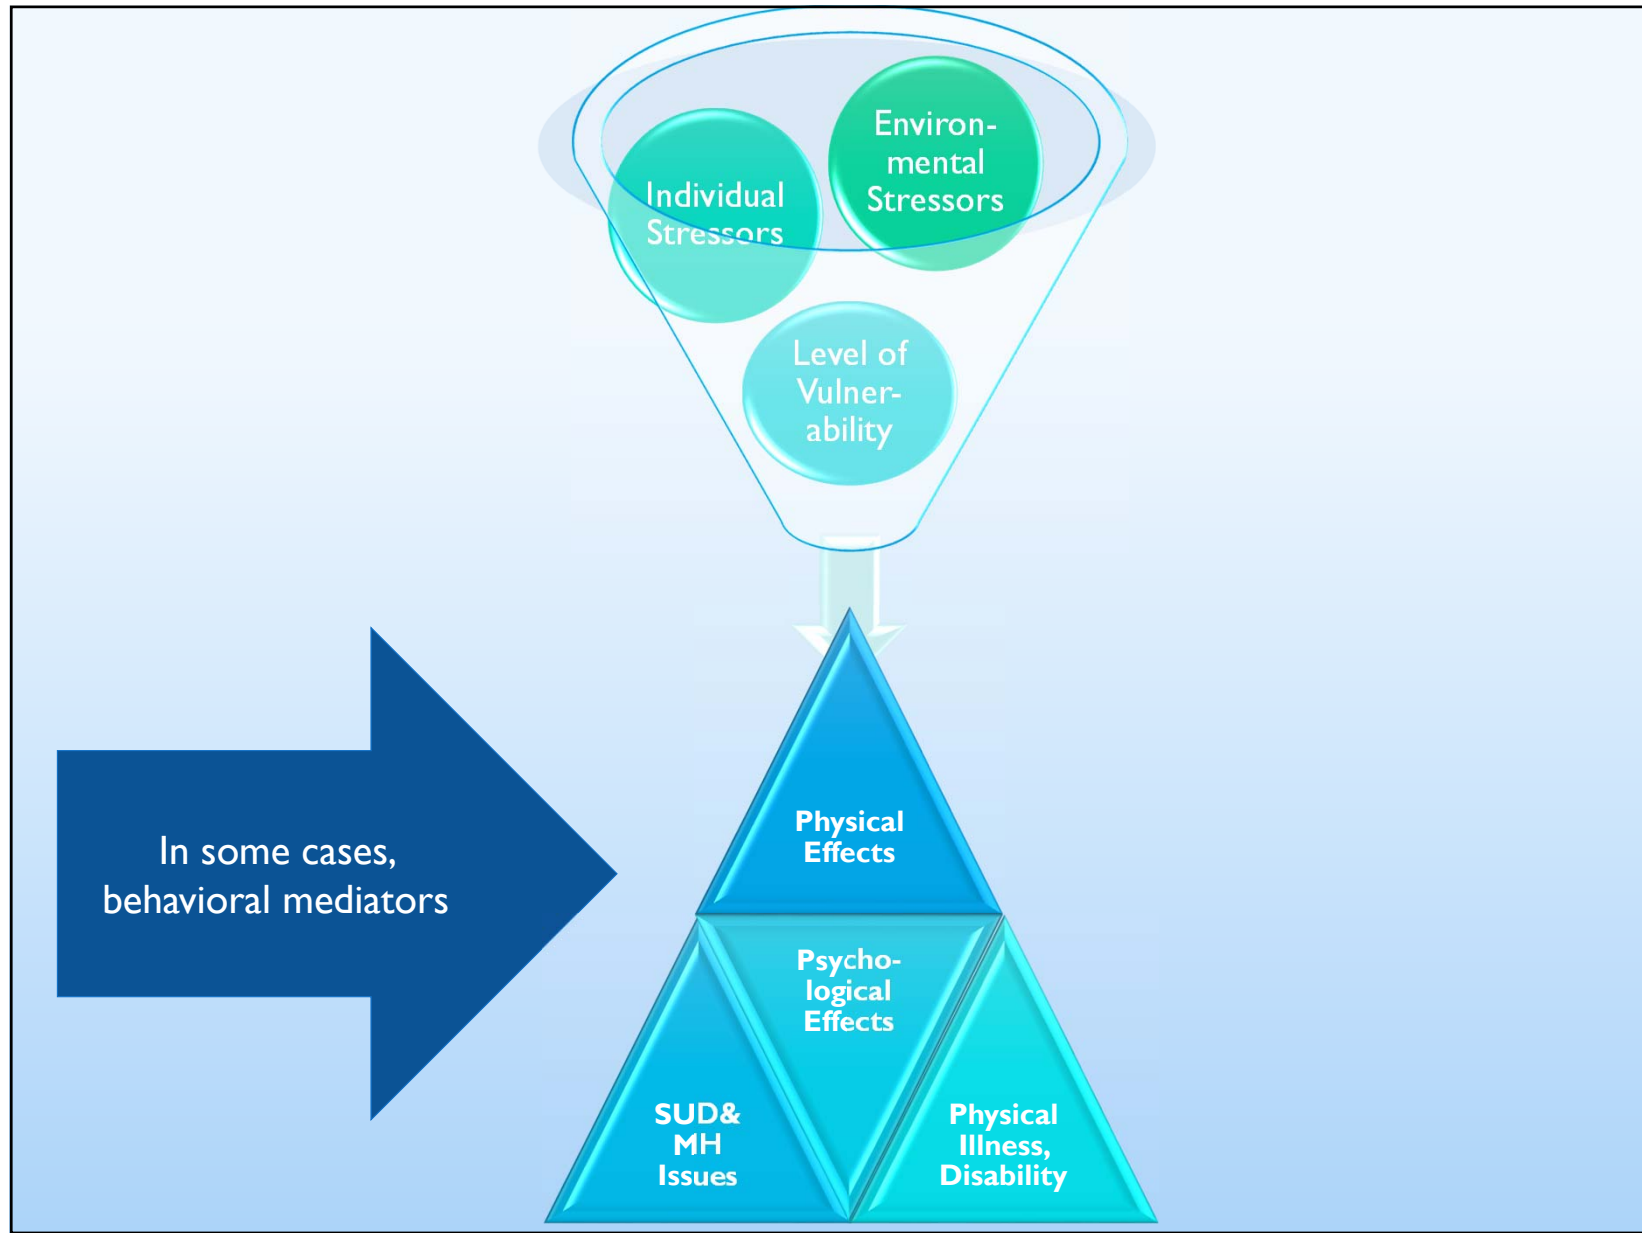 Environ-
mental
Stressors
Individual
Stressors
Level of
Vulner-
ability
In some cases,
behavioral mediators
Physical
Effects
Psycho-
logical
Effects
SUD&
MH
Issues
Physical
Illness,
Disability